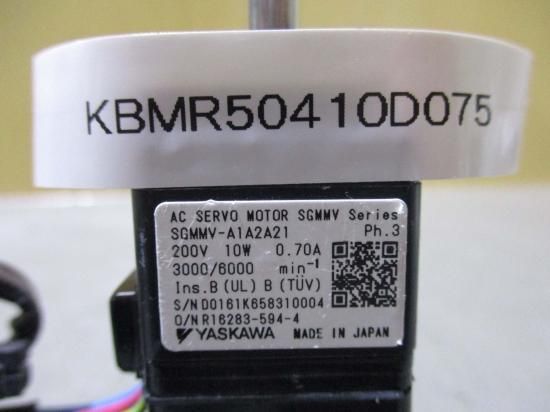 KBMR50410D075
AC SERVO MOTOR SGMMV Series
SGMMV-A1A2A21 Ph.3
200V 10W 0.70A
3000/6000 min⁻¹
Ins.B(UL) B(TÜV)
S/N D0161K658310004
O/N R16283-594-4
YASKAWA MADE IN JAPAN